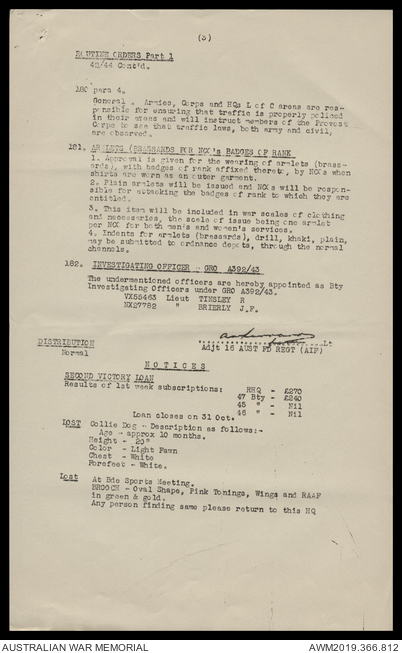 (3)
ROUTINE ORDERS Part 1
42/44 Cont'd.
180 para 4.
General - Armies, Corps and HQs L of C areas are res-
ponsible for ensuring that traffic is properly policed
in their areas and will instruct members of the Provost
Corps to see that traffic laws, both army and civil,
are observed.
181. ARMLETS (BRASSARDS FOR NCO's BADGES OF RANK
1. Approval is given for the wearing of armlets (brass-
ards), with badges of rank affixed thereto, by NCO's when
shirts are worn as an outer garment.
2. Plain armlets will be issued and NCO's will be respon-
sible for attaching the badges of rank to which they are
entitled.
3. This item will be included in war scales of clothing
and necessaries, the scale of issue being one armlet
per NCO for both men's and women's services.
4. Indents for armlets (brassards), drill, khaki, plain,
may be submitted to ordnance depots, through the normal
channels.
182. INVESTIGATING OFFICER - GRO A392/43
The undermentioned officers are hereby appointed as Bty
Investigating Officers under GRO A392/43.
VX55463 Lieut TINSLEY R
NX27782 " BRIERLY J.F.
DISTRIBUTION
Normal
Lt
Adjt 16 AUST FD REGT (AIF)
NOTICES
SECOND VICTORY LOAN
Results of 1st week subscriptions: RHQ - £270
47 Bty - £240
45 " - Nil
46 " - Nil
Loan closes on 31 Oct.
LOST Collie Dog - Description as follows:-
Age - approx 10 months.
Height - 20"
Color - Light Fawn
Chest - White
Forefeet - White.
Lost At Bde Sports Meeting.
BROOCH - Oval Shape, Pink Tonings, Wings and RAAF
in green & gold.
Any person finding same please return to this HQ
AUSTRALIAN WAR MEMORIAL
AWM2019.366.812